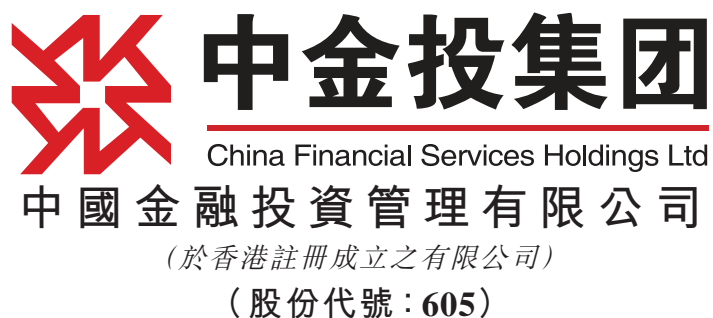 中金投集团
China Financial Services Holdings Ltd
中國金融投資管理有限公司
(於香港註冊成立之有限公司)
(股份代號：605)